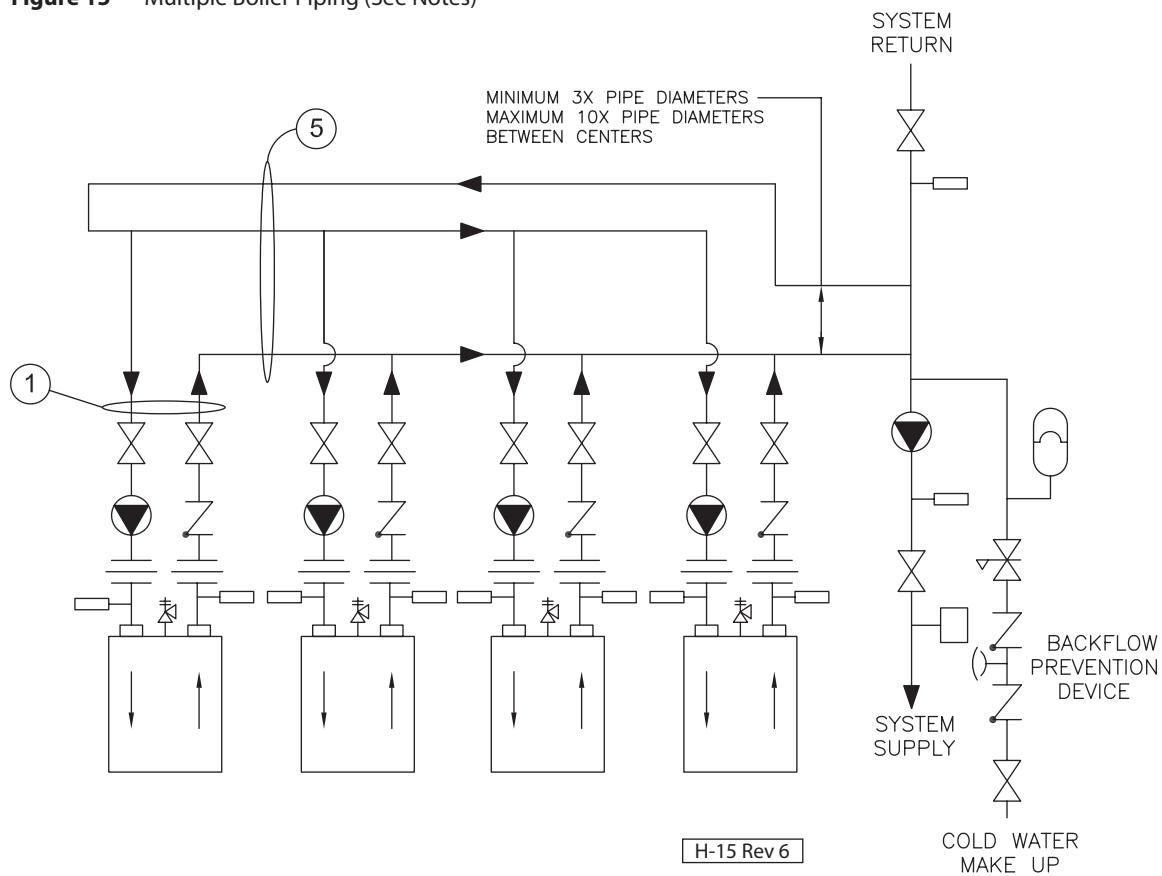 Figure 15 Multiple Boiler Piping (See Notes)
SYSTEM
RETURN
MINIMUM 3X PIPE DIAMETERS
MAXIMUM 10X PIPE DIAMETERS
BETWEEN CENTERS
5
1
BACKFLOW
PREVENTION
DEVICE
SYSTEM
SUPPLY
H-15 Rev 6
COLD WATER
MAKE UP